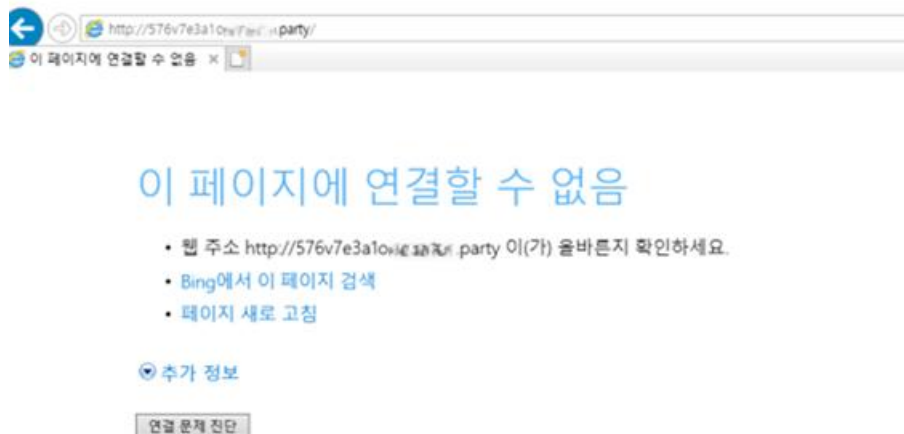 http://576v7e3a1o party/
이 페이지에 연결할 수 없음
이 페이지에 연결할 수 없음
• 웹 주소 http://576v7e3a1o .party 이(가) 올바른지 확인하세요.
• Bing에서 이 페이지 검색
• 페이지 새로 고침
추가 정보
연결 문제 진단